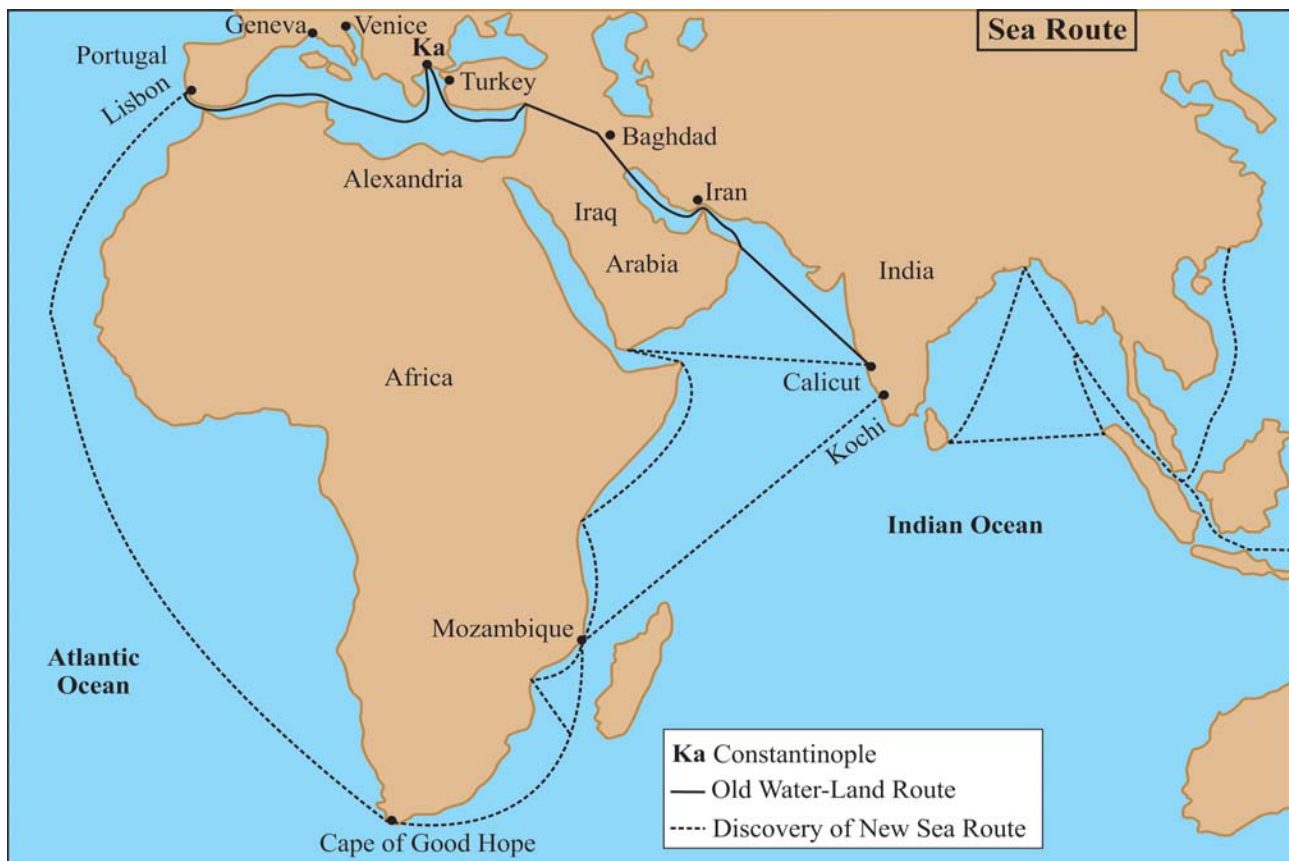 Sea Route
Geneva
Venice
Ka
Portugal
Lisbon
Turkey
Baghdad
Alexandria
Iran
Iraq
Arabia
India
Africa
Calicut
Kochi
Indian Ocean
Mozambique
Atlantic
Ocean
Cape of Good Hope
Ka Constantinople
Old Water-Land Route
Discovery of New Sea Route